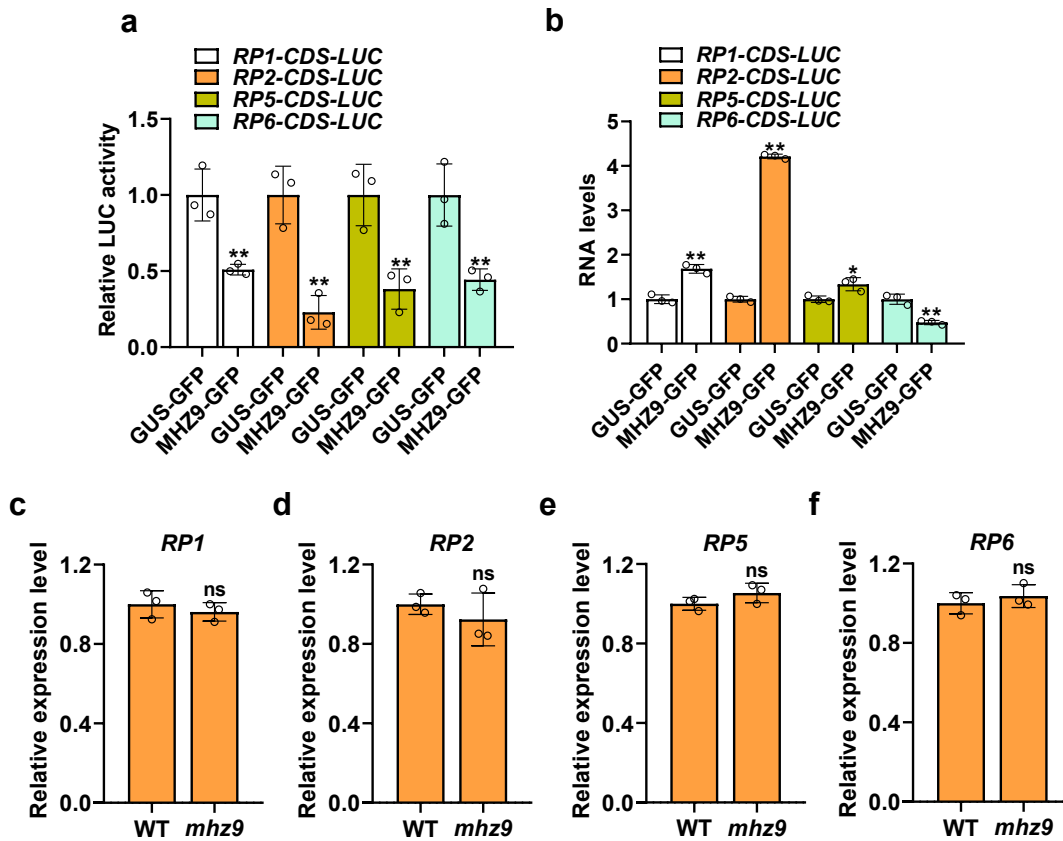 a
RP1-CDS-LUC
RP2-CDS-LUC
RP5-CDS-LUC
RP6-CDS-LUC
Relative LUC activity
1.5
1.0
0.5
0.0
** ** ** **
GUS-GFP MHZ9-GFP GUS-GFP MHZ9-GFP GUS-GFP MHZ9-GFP GUS-GFP MHZ9-GFP
b
RP1-CDS-LUC
RP2-CDS-LUC
RP5-CDS-LUC
RP6-CDS-LUC
RNA levels
5
4
3
2
1
0
** ** * **
GUS-GFP MHZ9-GFP GUS-GFP MHZ9-GFP GUS-GFP MHZ9-GFP GUS-GFP MHZ9-GFP
c
RP1
Relative expression level
1.2
0.8
0.4
0.0
ns
WT mhz9
d
RP2
Relative expression level
1.2
0.8
0.4
0.0
ns
WT mhz9
e
RP5
Relative expression level
1.2
0.8
0.4
0.0
ns
WT mhz9
f
RP6
Relative expression level
1.2
0.8
0.4
0.0
ns
WT mhz9